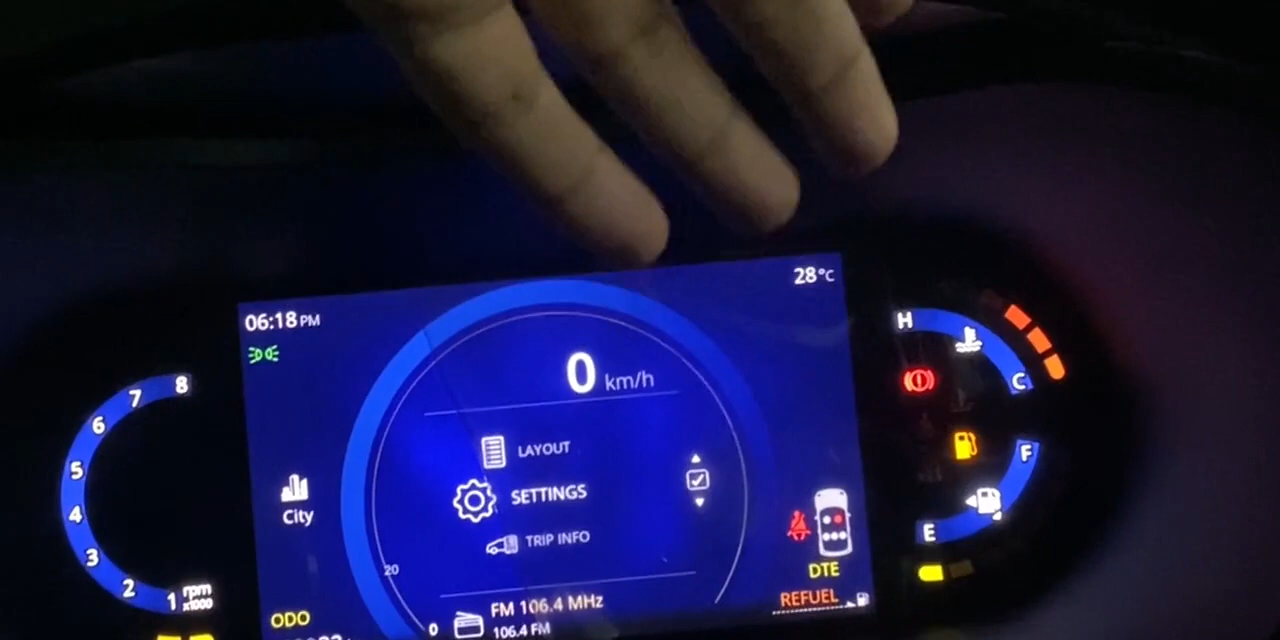 06:18 PM
28°C
0 km/h
LAYOUT
SETTINGS
TRIP INFO
City
20
0
FM 106.4 MHz
106.4 FM
ODO
DTE
REFUEL
8
7
6
5
4
3
2
1
rpm
x1000
H
C
F
E